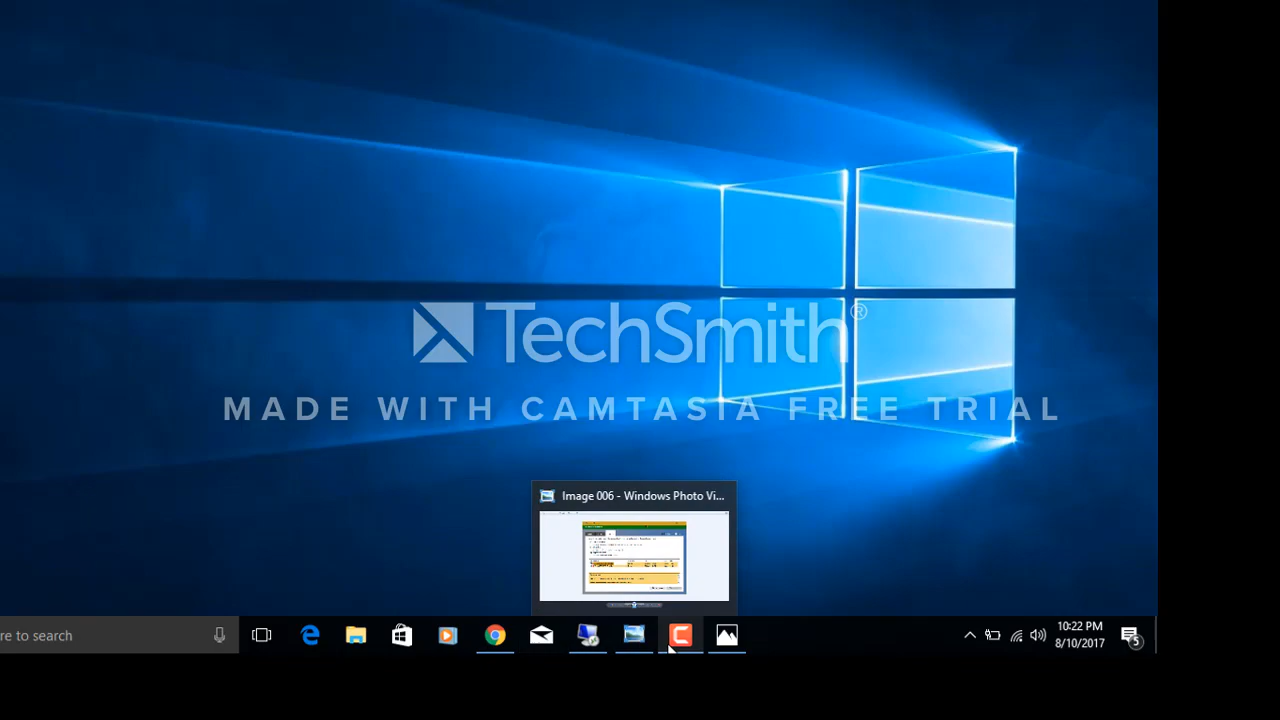 TechSmith®
MADE WITH CAMTASIA FREE TRIAL
Image 006 - Windows Photo Vi...
re to search
10:22 PM
8/10/2017
5